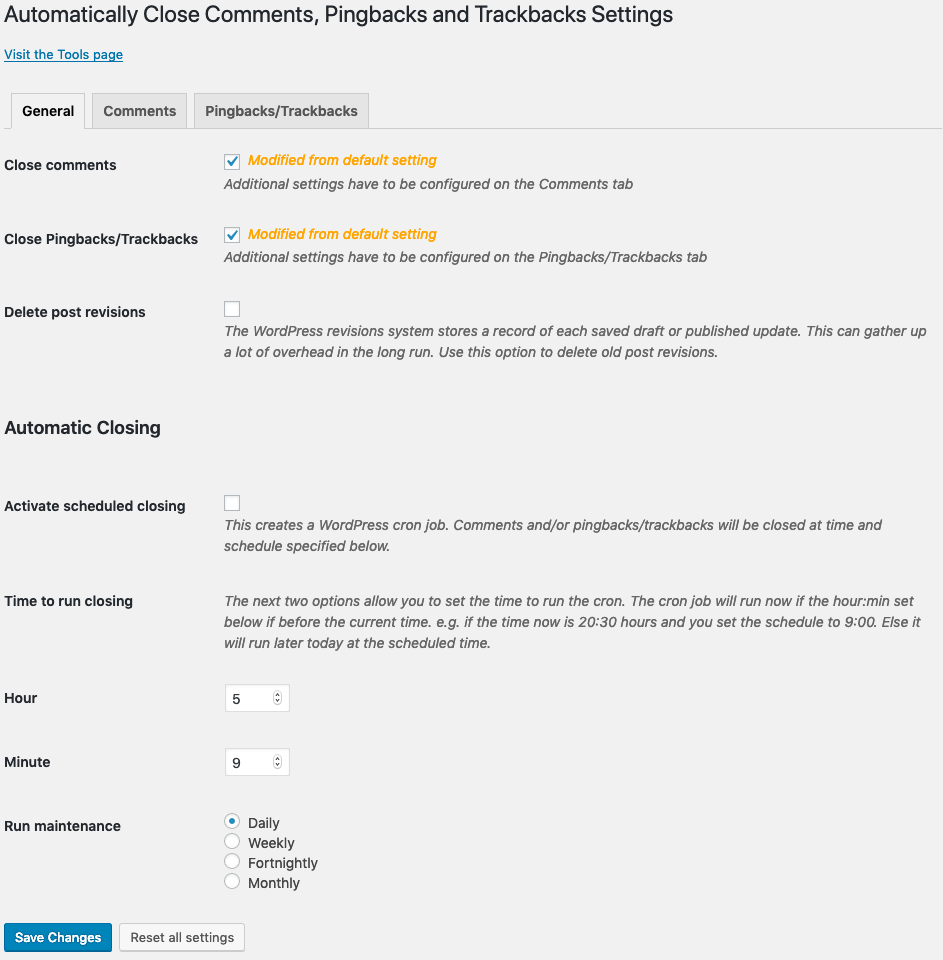 Automatically Close Comments, Pingbacks and Trackbacks Settings
Visit the Tools page
General Comments Pingbacks/Trackbacks
Close comments
Modified from default setting
Additional settings have to be configured on the Comments tab
Close Pingbacks/Trackbacks
Modified from default setting
Additional settings have to be configured on the Pingbacks/Trackbacks tab
Delete post revisions
The WordPress revisions system stores a record of each saved draft or published update. This can gather up
a lot of overhead in the long run. Use this option to delete old post revisions.
Automatic Closing
Activate scheduled closing
This creates a WordPress cron job. Comments and/or pingbacks/trackbacks will be closed at time and
schedule specified below.
Time to run closing
The next two options allow you to set the time to run the cron. The cron job will run now if the hour:min set
below if before the current time. e.g. if the time now is 20:30 hours and you set the schedule to 9:00. Else it
will run later today at the scheduled time.
Hour 5
Minute 9
Run maintenance
Daily
Weekly
Fortnightly
Monthly
Save Changes Reset all settings